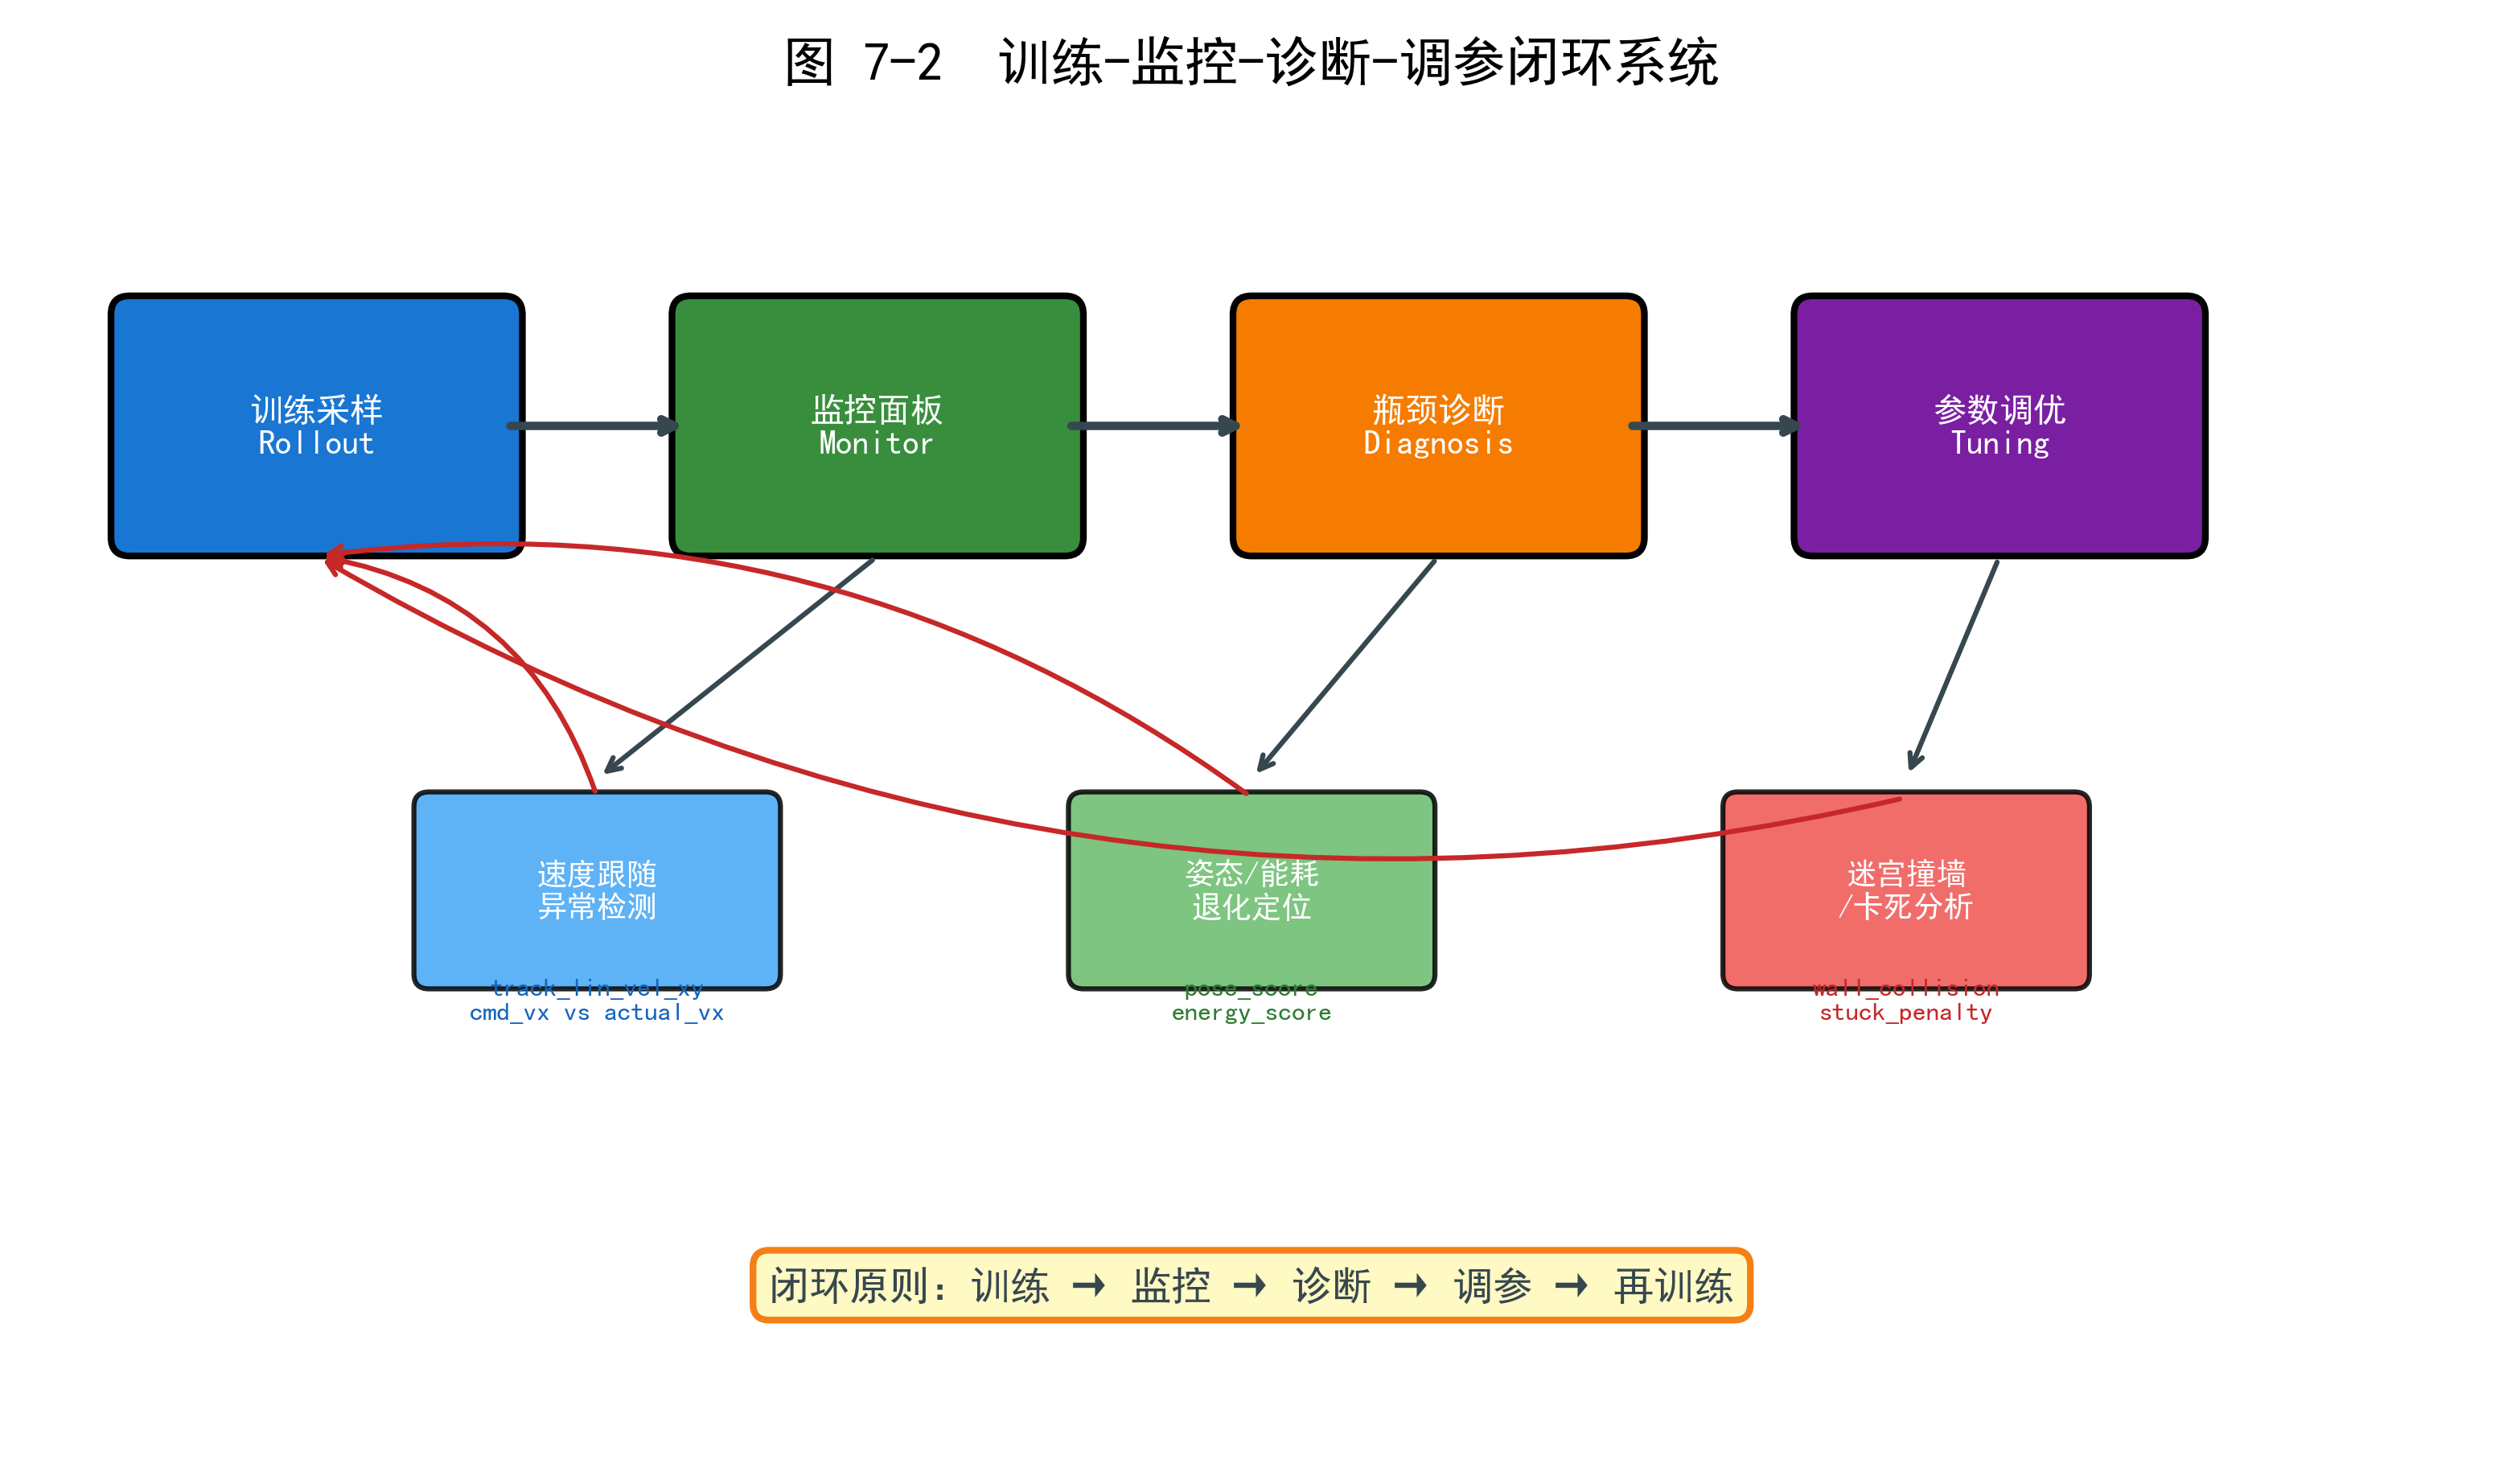 图 7-2 训练-监控-诊断-调参闭环系统
训练采样
Rollout
监控面板
Monitor
瓶颈诊断
Diagnosis
参数调优
Tuning
速度跟随
异常检测
track_lin_vel_xy
cmd_vx vs actual_vx
姿态/能耗
退化定位
pose_score
energy_score
迷宫撞墙
/卡死分析
wall_collision
stuck_penalty
闭环原则: 训练 → 监控 → 诊断 → 调参 → 再训练